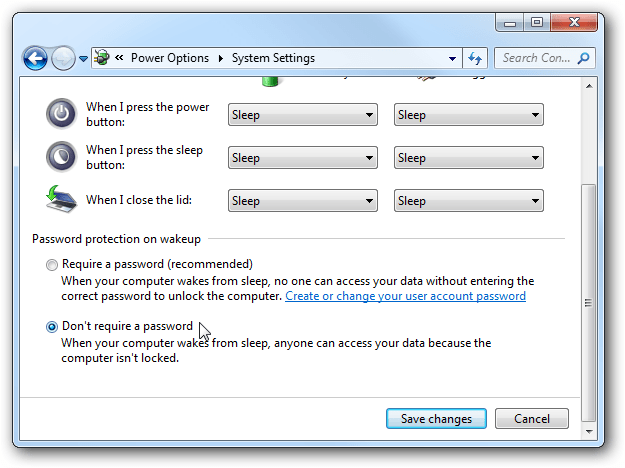 « Power Options ▸ System Settings
Search Con...
When I press the power
button:
Sleep
Sleep
When I press the sleep
button:
Sleep
Sleep
When I close the lid:
Sleep
Sleep
Password protection on wakeup
Require a password (recommended)
When your computer wakes from sleep, no one can access your data without entering the
correct password to unlock the computer. Create or change your user account password
Don't require a password
When your computer wakes from sleep, anyone can access your data because the
computer isn't locked.
Save changes
Cancel